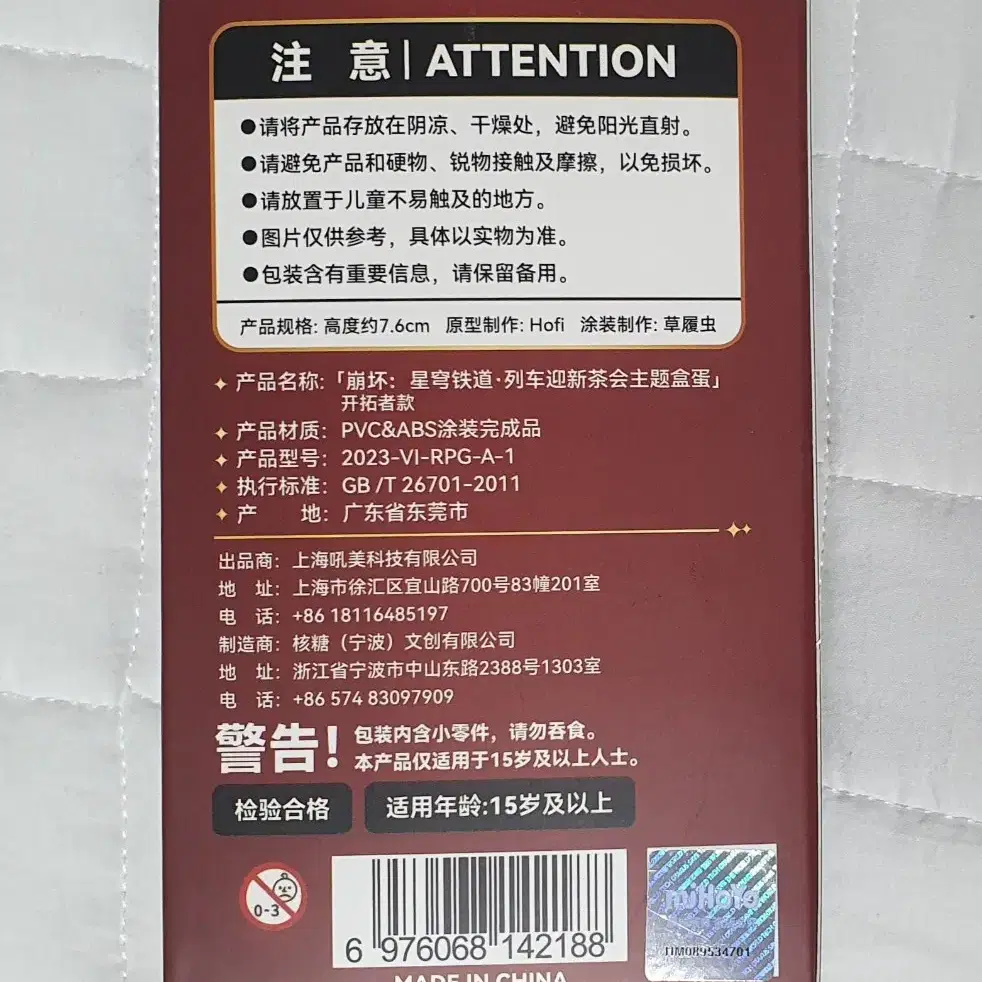 注 意|ATTENTION
●请将产品存放在阴凉、干燥处，避免阳光直射。
●请避免产品和硬物、锐物接触及摩擦，以免损坏。
●请放置于儿童不易触及的地方。
●图片仅供参考，具体以实物为准。
●包装含有重要信息，请保留备用。
产品规格: 高度约7.6cm 原型制作: Hofi 涂装制作: 草履虫
产品名称:「崩坏：星穹铁道·列车迎新茶会主题盒蛋」
开拓者款
产品材质：PVC&ABS涂装完成品
产品型号：2023-VI-RPG-A-1
执行标准：GB /T 26701-2011
产 地：广东省东莞市
出品商：上海吼美科技有限公司
地 址：上海市徐汇区宜山路700号83幢201室
电 话：+86 18116485197
制造商：核糖（宁波）文创有限公司
地 址：浙江省宁波市中山东路2388号1303室
电 话：+86 574 83097909
警告！包装内含小零件，请勿吞食。
本产品仅适用于15岁及以上人士。
检验合格 适用年龄:15岁及以上
0-3
6 976068 142188
miHoYo
TIM089534701
MADE IN CHINA